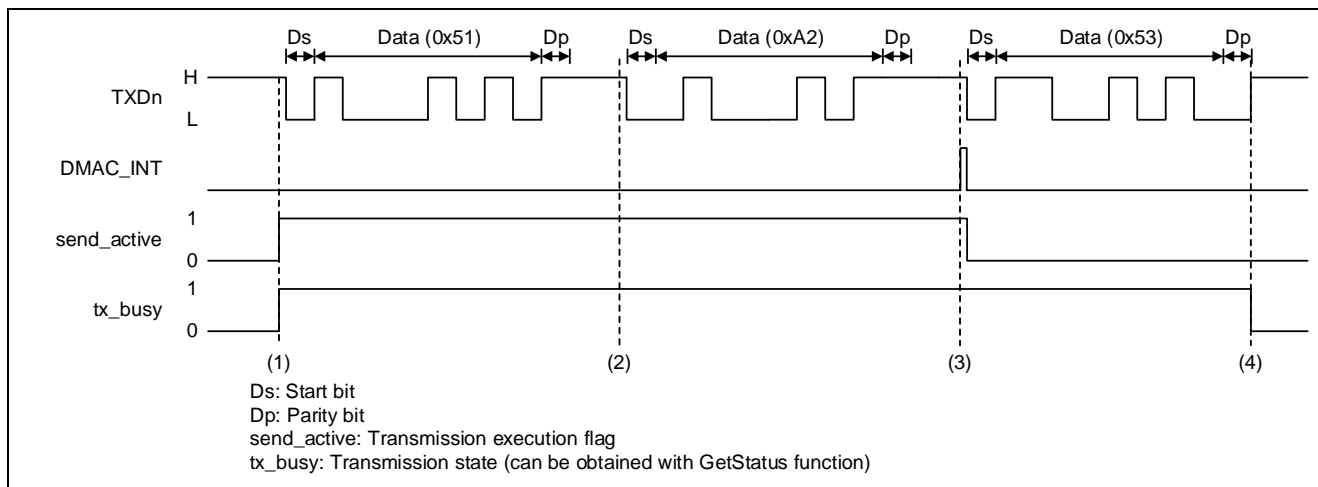 Ds Data (0x51) Dp Ds Data (0xA2) Dp Ds Data (0x53) Dp
H
TXDn
L
DMAC_INT
1
send_active
0
1
tx_busy
0
(1) (2) (3) (4)
Ds: Start bit
Dp: Parity bit
send_active: Transmission execution flag
tx_busy: Transmission state (can be obtained with GetStatus function)